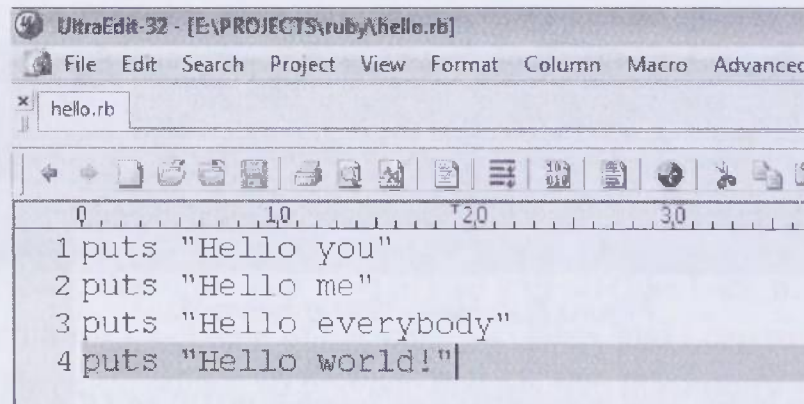 UltraEdit-32 - [E:\PROJECTS\ruby\hello.rb]
File Edit Search Project View Format Column Macro Advanced
hello.rb
0 10 20 30
1 puts "Hello you"
2 puts "Hello me"
3 puts "Hello everybody"
4 puts "Hello world!"